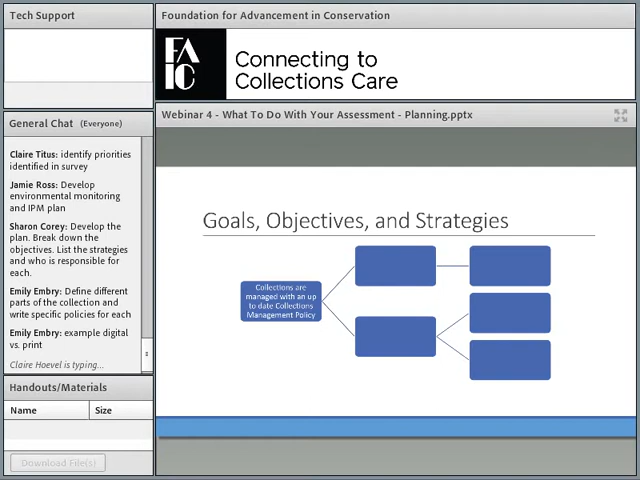 Tech Support
Foundation for Advancement in Conservation
FA
IC
Connecting to
Collections Care
General Chat (Everyone)
Claire Titus: identify priorities
identified in survey
Jamie Ross: Develop
environmental monitoring
and IPM plan
Sharon Corey: Develop the
plan. Break down the
objectives. List the strategies
and who is responsible for
each.
Emily Embry: Define different
parts of the collection and
write specific policies for each
Emily Embry: example digital
vs. print
Claire Hoevel is typing...
Handouts/Materials
Name Size
Download File(s)
Webinar 4 - What To Do With Your Assessment - Planning.pptx
Goals, Objectives, and Strategies
Collections are
managed with an up
to date Collections
Management Policy